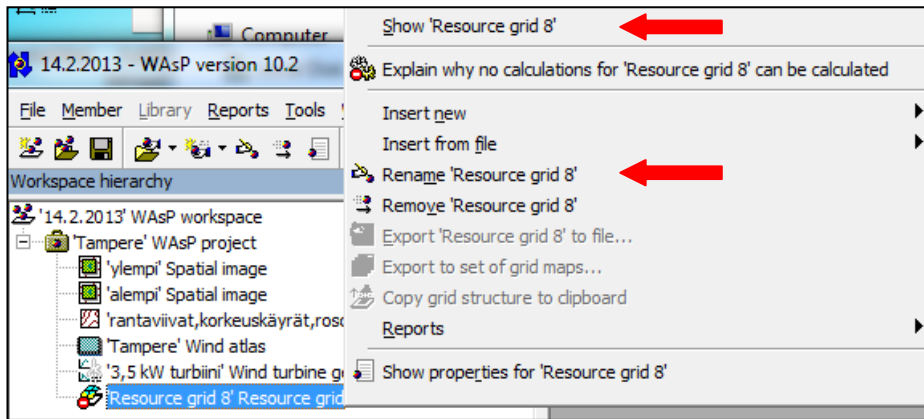 Computer
14.2.2013 - WAsP version 10.2
File Member Library Reports Tools
Workspace hierarchy
'14.2.2013' WAsP workspace
'Tampere' WAsP project
'ylempi' Spatial image
'alempi' Spatial image
'rantaviivat,korkeuskäyrät,roso
'Tampere' Wind atlas
'3,5 kW turbiini' Wind turbine ge
'Resource grid 8' Resource grid
Show 'Resource grid 8'
Explain why no calculations for 'Resource grid 8' can be calculated
Insert new
Insert from file
Rename 'Resource grid 8'
Remove 'Resource grid 8'
Export 'Resource grid 8' to file...
Export to set of grid maps...
Copy grid structure to clipboard
Reports
Show properties for 'Resource grid 8'